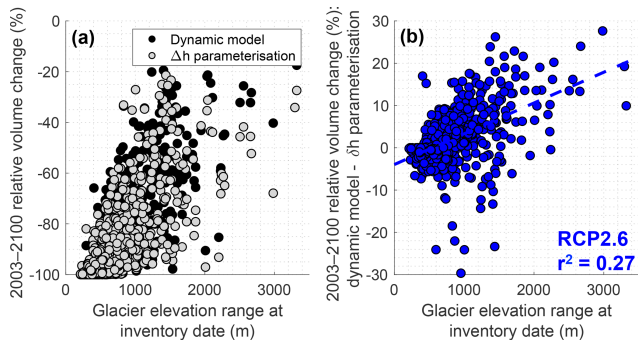 2003–2100 relative volume change (%)
0
-20
-40
-60
-80
-100
(a)
Dynamic model
Δh parameterisation
0
1000
2000
3000
Glacier elevation range at
inventory date (m)
2003–2100 relative volume change (%):
dynamic model - δh parameterisation
30
20
10
0
-10
-20
-30
(b)
RCP2.6
r² = 0.27
0
1000
2000
3000
Glacier elevation range at
inventory date (m)